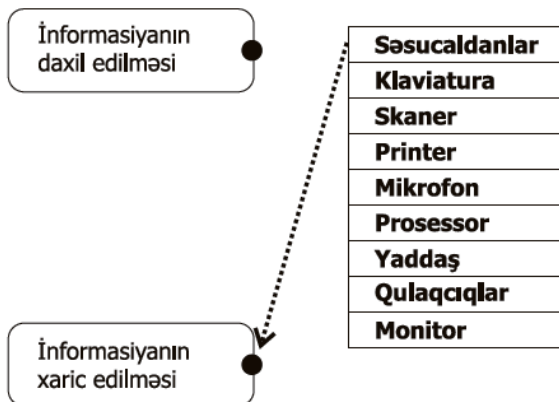 İnformasiyanın
daxil edilməsi
Səsucaldanlar
Klaviatura
Skaner
Printer
Mikrofon
Prosessor
Yaddaş
Qulaqcıqlar
Monitor
İnformasiyanın
xaric edilməsi